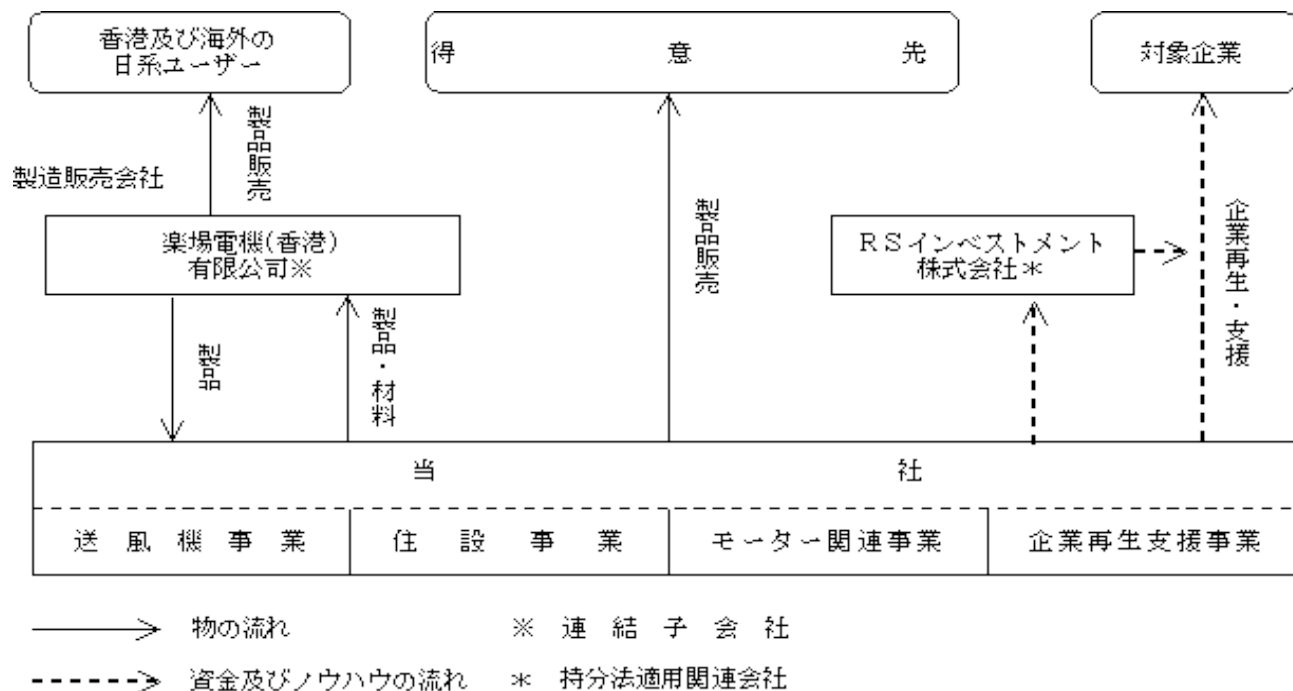 香港及び海外の
日系ユーザー
得意先
対象企業
製品販売
製造販売会社
楽場電機(香港)
有限公司※
製品販売
RSインベストメント
株式会社*
企業再生・支援
製品
製品・材料
当社
送風機事業
住設事業
モーター関連事業
企業再生支援事業
物の流れ
※ 連結子会社
資金及びノウハウの流れ
* 持分法適用関連会社